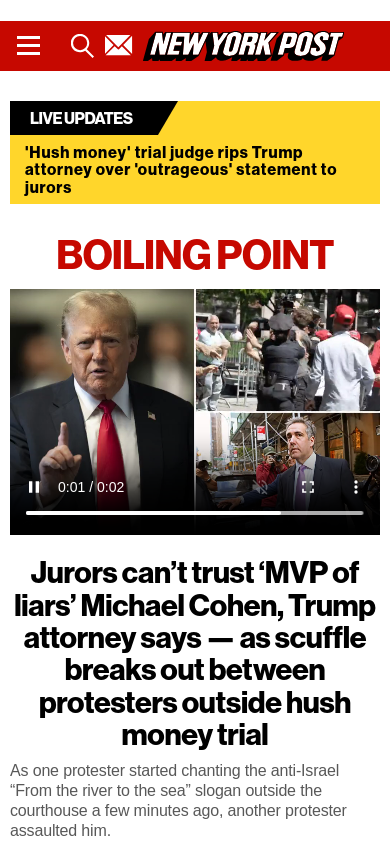 NEW YORK POST
LIVE UPDATES
'Hush money' trial judge rips Trump
attorney over 'outrageous' statement to
jurors
BOILING POINT
0:01 / 0:02
Jurors can’t trust ‘MVP of
liars’ Michael Cohen, Trump
attorney says — as scuffle
breaks out between
protesters outside hush
money trial
As one protester started chanting the anti-Israel
“From the river to the sea” slogan outside the
courthouse a few minutes ago, another protester
assaulted him.